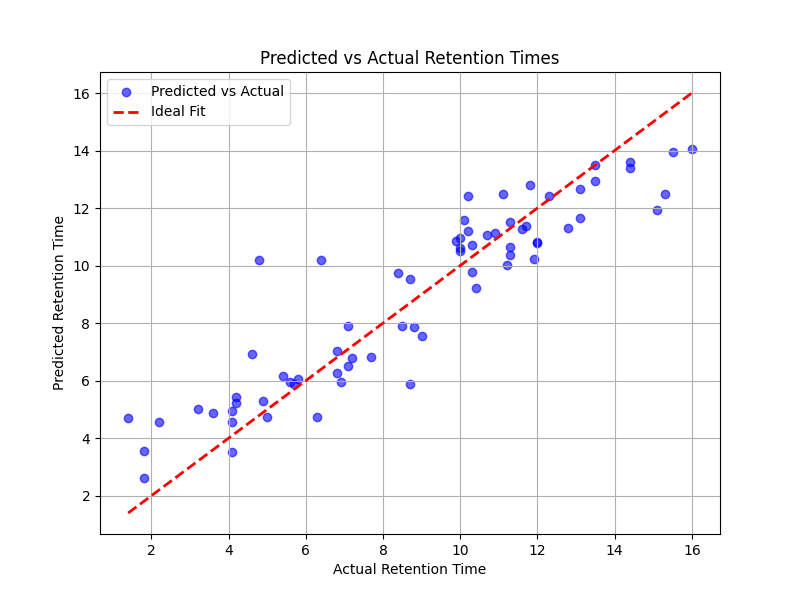 Predicted vs Actual Retention Times
Predicted vs Actual
Ideal Fit
Predicted Retention Time
16
14
12
10
8
6
4
2
2 4 6 8 10 12 14 16
Actual Retention Time